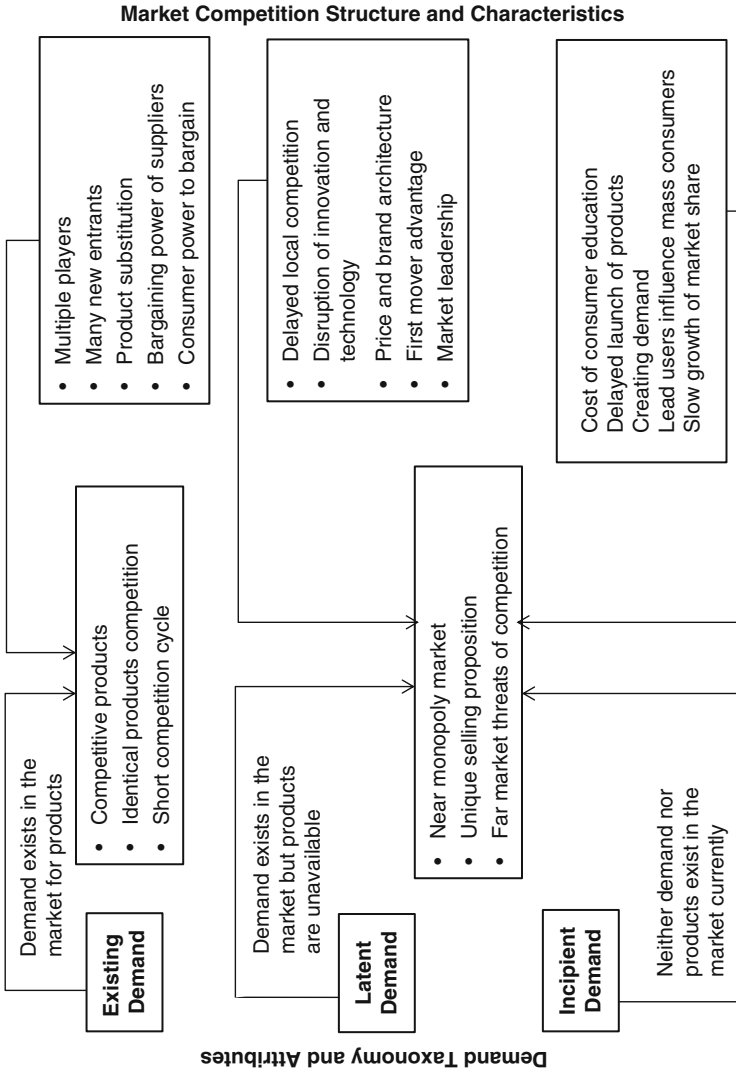 Market Competition Structure and Characteristics
Demand Taxonomy and Attributes
Existing
Demand
Demand exists in the
market for products
• Competitive products
• Identical products competition
• Short competition cycle
• Multiple players
• Many new entrants
• Product substitution
• Bargaining power of suppliers
• Consumer power to bargain
Latent
Demand
Demand exists in the
market but products
are unavailable
• Near monopoly market
• Unique selling proposition
• Far market threats of competition
• Delayed local competition
• Disruption of innovation and
technology
• Price and brand architecture
• First mover advantage
• Market leadership
Incipient
Demand
Neither demand nor
products exist in the
market currently
Cost of consumer education
Delayed launch of products
Creating demand
Lead users influence mass consumers
Slow growth of market share